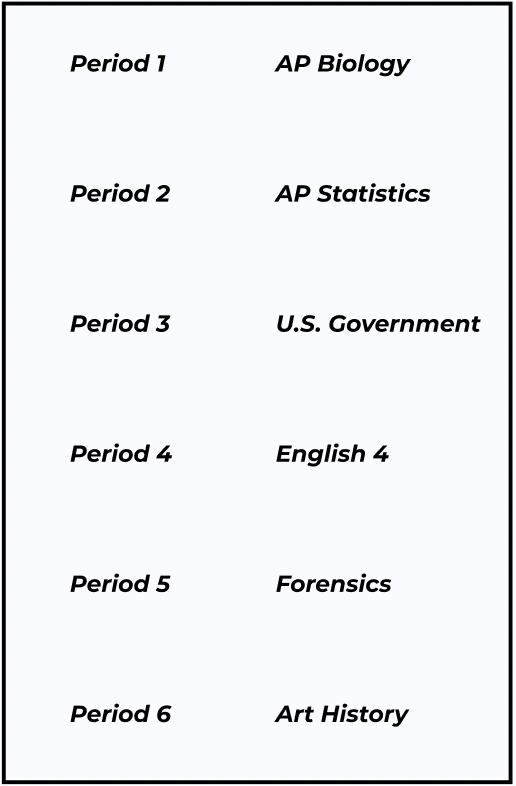 Period 1 AP Biology
Period 2 AP Statistics
Period 3 U.S. Government
Period 4 English 4
Period 5 Forensics
Period 6 Art History